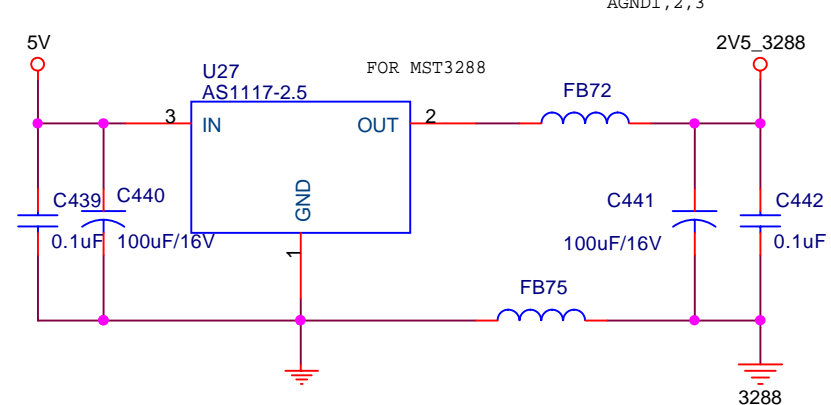 AGND1,2,3
5V
2V5_3288
U27
AS1117-2.5
FOR MST3288
FB72
3
IN
OUT
2
GND
1
C439
0.1uF
C440
100uF/16V
C441
100uF/16V
C442
0.1uF
FB75
3288